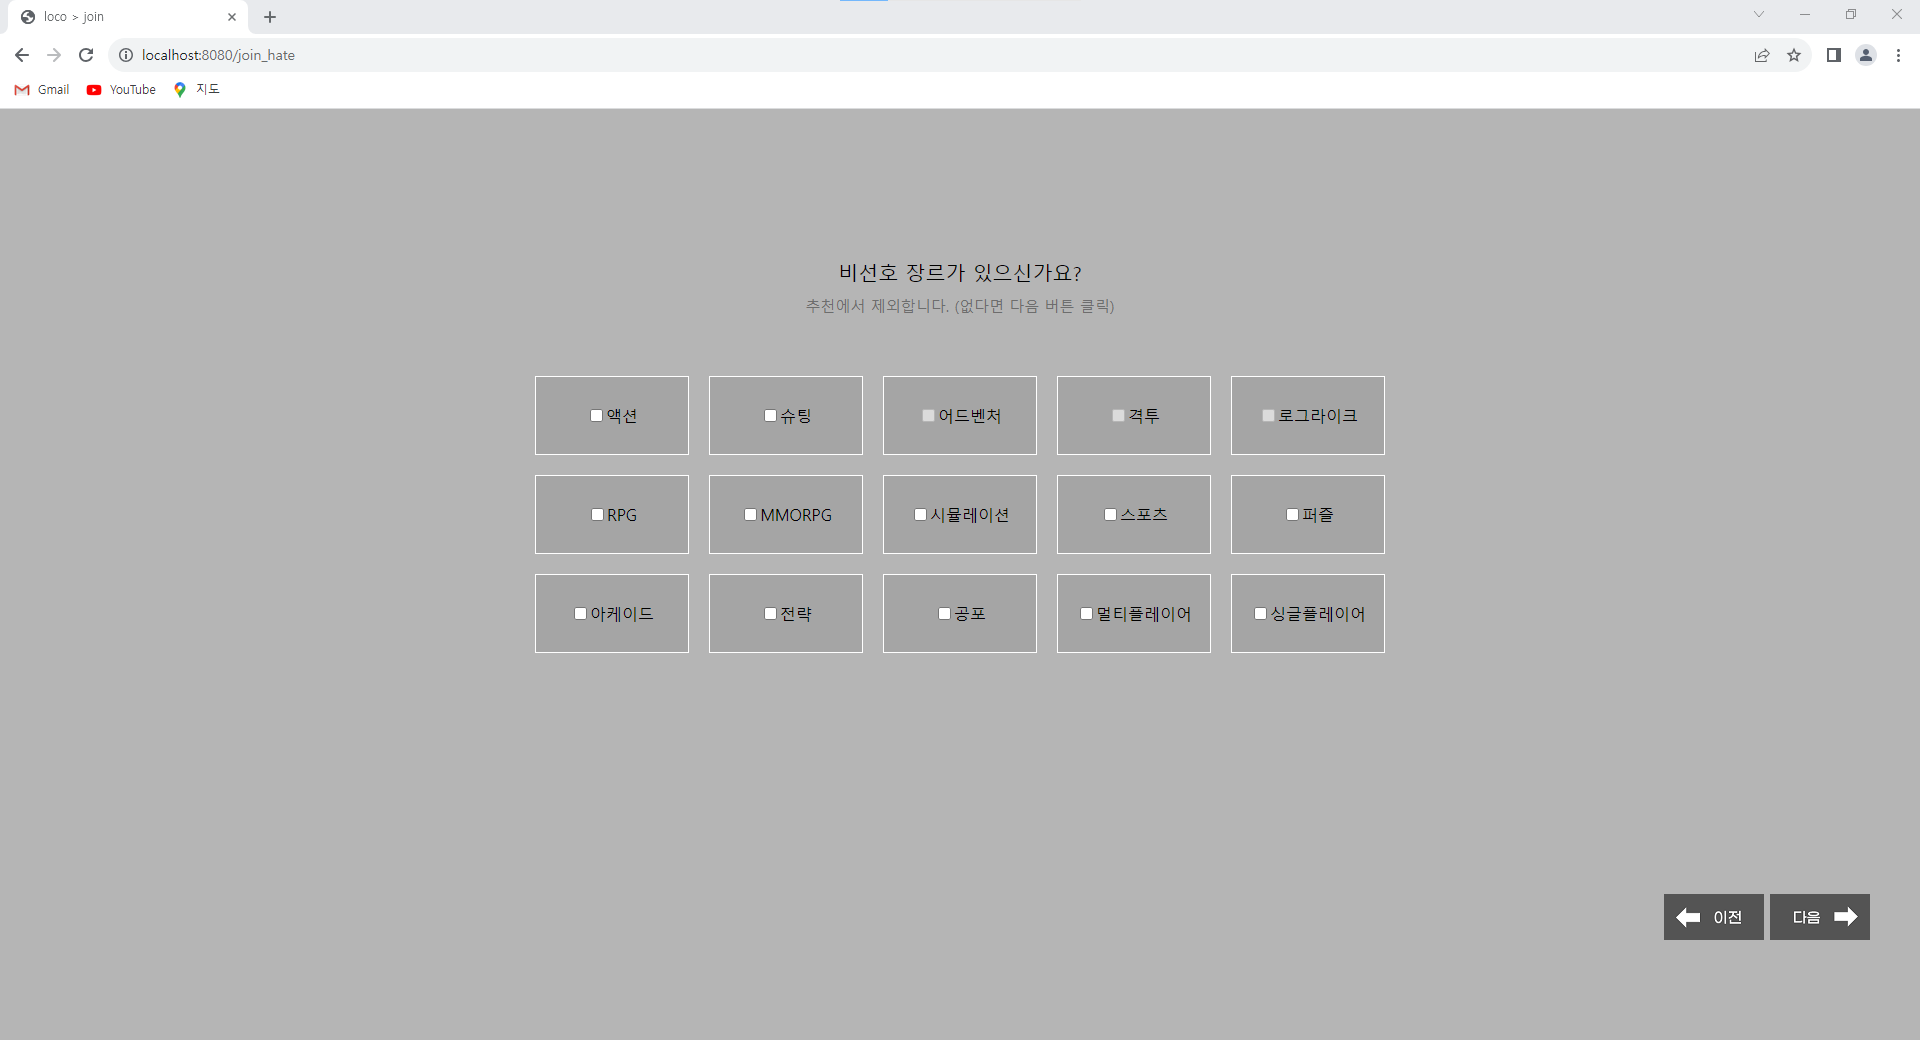 loco > join
localhost:8080/join_hate
Gmail YouTube 지도
비선호 장르가 있으신가요?
추천에서 제외합니다. (없다면 다음 버튼 클릭)
액션 슈팅 어드벤처 격투 로그라이크
RPG MMORPG 시뮬레이션 스포츠 퍼즐
아케이드 전략 공포 멀티플레이어 싱글플레이어
이전 다음